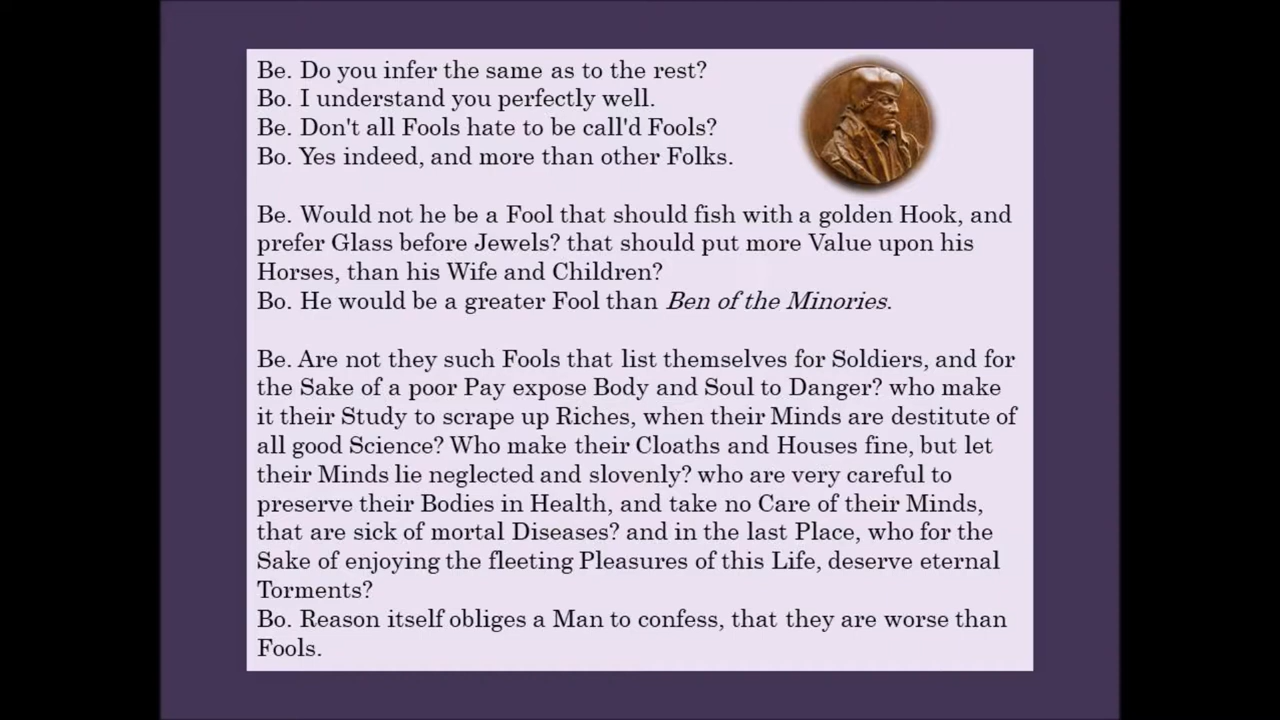 Be. Do you infer the same as to the rest?
Bo. I understand you perfectly well.
Be. Don't all Fools hate to be call'd Fools?
Bo. Yes indeed, and more than other Folks.
Be. Would not he be a Fool that should fish with a golden Hook, and
prefer Glass before Jewels? that should put more Value upon his
Horses, than his Wife and Children?
Bo. He would be a greater Fool than Ben of the Minories.
Be. Are not they such Fools that list themselves for Soldiers, and for
the Sake of a poor Pay expose Body and Soul to Danger? who make
it their Study to scrape up Riches, when their Minds are destitute of
all good Science? Who make their Cloaths and Houses fine, but let
their Minds lie neglected and slovenly? who are very careful to
preserve their Bodies in Health, and take no Care of their Minds,
that are sick of mortal Diseases? and in the last Place, who for the
Sake of enjoying the fleeting Pleasures of this Life, deserve eternal
Torments?
Bo. Reason itself obliges a Man to confess, that they are worse than
Fools.